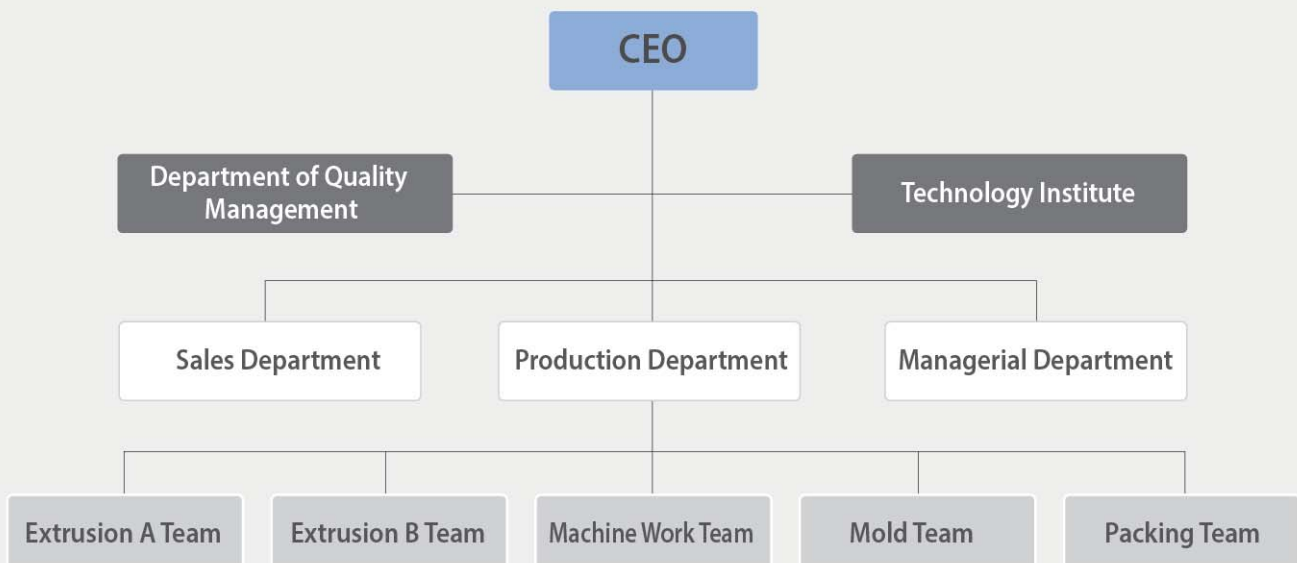 CEO
Department of Quality
Management
Technology Institute
Sales Department
Production Department
Managerial Department
Extrusion A Team
Extrusion B Team
Machine Work Team
Mold Team
Packing Team